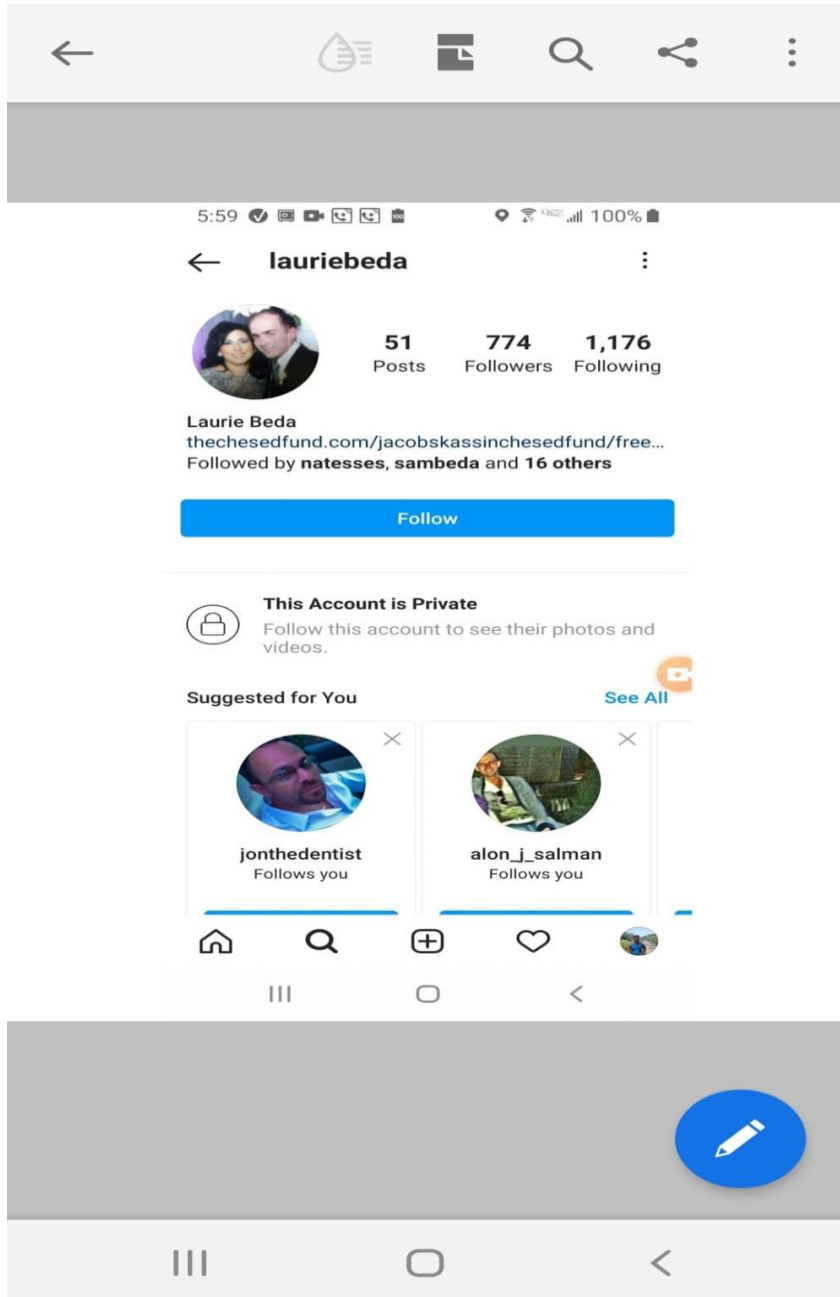 5:59 100%
lauriebeda
51 774 1,176
Posts Followers Following
Laurie Beda
thechesedfund.com/jacobskassinchesedfund/free...
Followed by natesses, sambeda and 16 others
Follow
This Account is Private
Follow this account to see their photos and
videos.
Suggested for You See All
jonthedentist alon_j_salman
Follows you Follows you